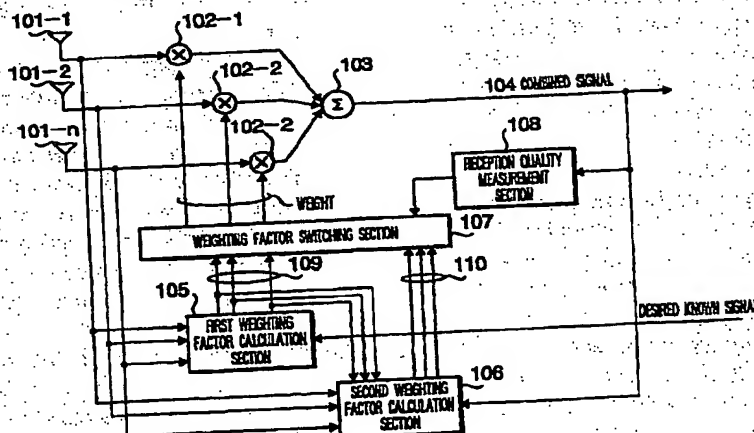 101-1
102-1
101-2
102-2
103
104 COMBINED SIGNAL
101-n
102-2
108
RECEPTION QUALITY
MEASUREMENT
SECTION
WEIGHT
WEIGHTING FACTOR SWITCHING SECTION
107
109
110
105
FIRST WEIGHTING
FACTOR CALCULATION
SECTION
DESIRED KNOWN SIGNAL
106
SECOND WEIGHTING
FACTOR CALCULATION
SECTION
Σ